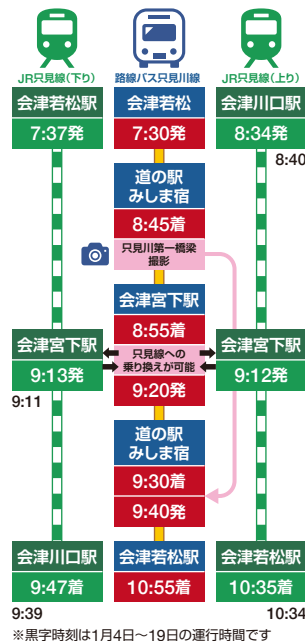 JR只見線(下り)
会津若松駅
7:37発
会津宮下駅
9:13発
9:11
会津川口駅
9:47着
9:39
路線バス只見川線
会津若松
7:30発
道の駅
みしま宿
8:45着
只見川第一橋梁
撮影
会津宮下駅
8:55着
只見線への
乗り換えが可能
9:20発
道の駅
みしま宿
9:30着
9:40発
会津若松駅
10:55着
JR只見線(上り)
会津川口駅
8:34発
8:40
会津宮下駅
9:12発
会津若松駅
10:35着
10:34
※黒字時刻は1月4日～19日の運行時間です